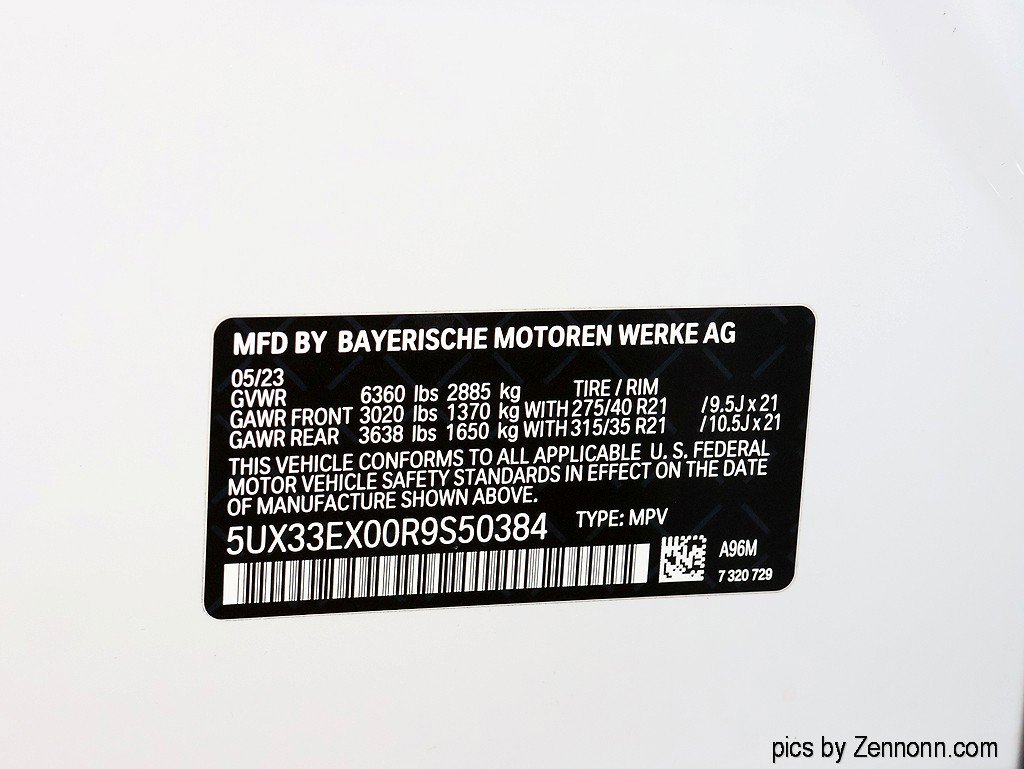 MFD BY BAYERISCHE MOTOREN WERKE AG
05/23
GVWR 6360 lbs 2885 kg TIRE / RIM
GAWR FRONT 3020 lbs 1370 kg WITH 275/40 R21 /9.5J x 21
GAWR REAR 3638 lbs 1650 kg WITH 315/35 R21 /10.5J x 21
THIS VEHICLE CONFORMS TO ALL APPLICABLE U. S. FEDERAL
MOTOR VEHICLE SAFETY STANDARDS IN EFFECT ON THE DATE
OF MANUFACTURE SHOWN ABOVE.
5UX33EX00R9S50384 TYPE: MPV
A96M
7 320 729
pics by Zennonn.com